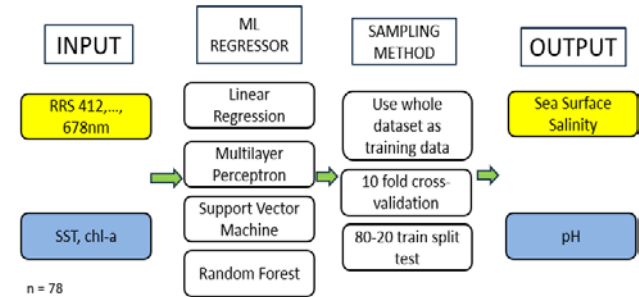 INPUT
ML
REGRESSOR
SAMPLING
METHOD
OUTPUT
RRS 412,...,
678nm
SST, chl-a
n = 78
Linear
Regression
Multilayer
Perceptron
Support Vector
Machine
Random Forest
Use whole
dataset as
training data
10 fold cross-
validation
80-20 train split
test
Sea Surface
Salinity
pH